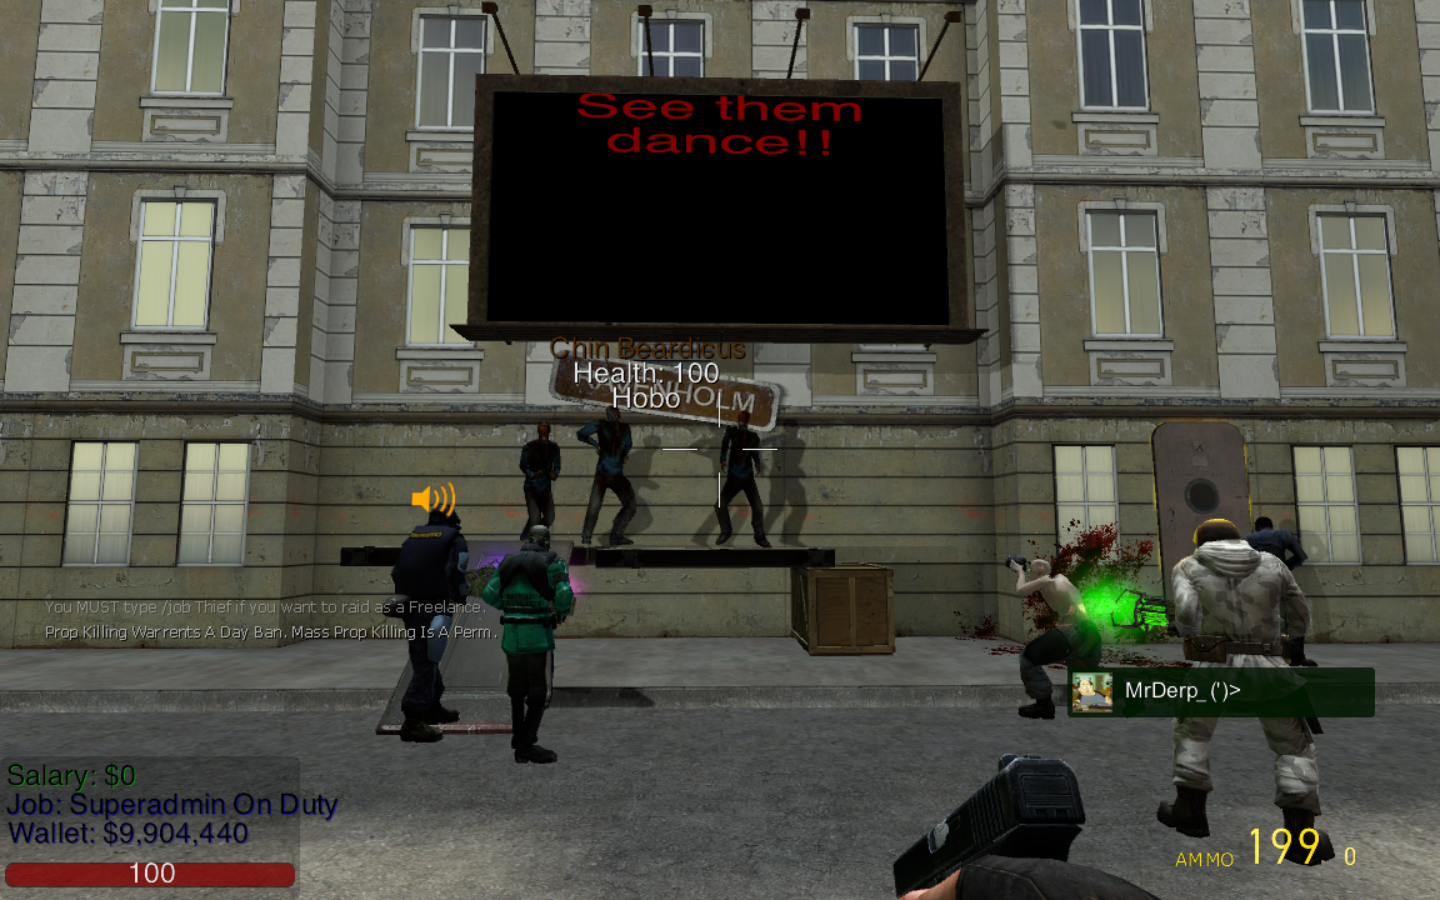 See them
dance!!
Chin Beardicus
Health: 100
HOLM
Hobo
You MUST type /job Thief if you want to raid as a Freelance.
Prop Killing Warrents A Day Ban. Mass Prop Killing Is A Perm.
MrDerp_(')>
Salary: $0
Job: Superadmin On Duty
Wallet: $9,904,440
100
AMMO 199 0